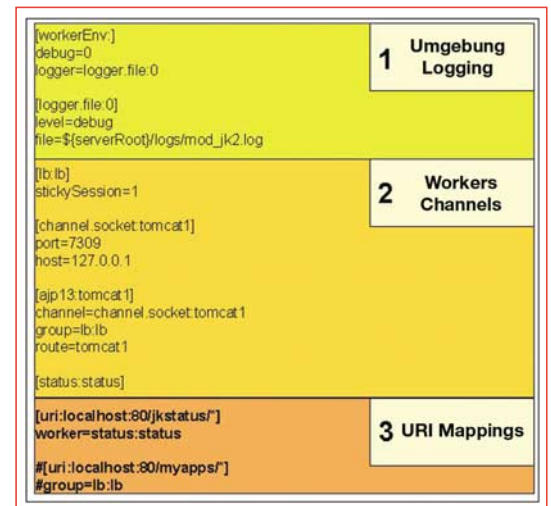 [workerEnv:]
debug=0
logger=logger.file:0
1 Umgebung
Logging
[logger.file:0]
level=debug
file=${serverRoot}/logs/mod_jk2.log
[lb:lb]
stickySession=1
2 Workers
Channels
[channel.socket:tomcat1]
port=7309
host=127.0.0.1
[ajp13:tomcat1]
channel=channel.socket:tomcat1
group=lb:lb
route=tomcat1
[status:status]
[uri:localhost:80/jkstatus/*]
worker=status:status
3 URI Mappings
#[uri:localhost:80/myapps/*]
#group=lb:lb